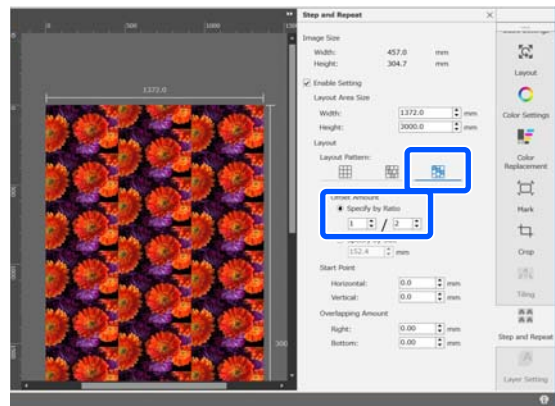 Step and Repeat
0 500 1000
Image Size
Width: 457.0 mm
Height: 304.7 mm
Enable Setting
Layout Area Size
Width: 1372.0 mm
Height: 3000.0 mm
Layout
Layout Pattern:
Offset Amount
Specify by Ratio
1 / 2
152.4 mm
Start Point
Horizontal: 0.0 mm
Vertical: 0.0 mm
Overlapping Amount
Right: 0.00 mm
Bottom: 0.00 mm
1372.0
300
Layout
Color Settings
Color
Replacement
Mark
Crop
Tiling
Step and Repeat
Layer Setting